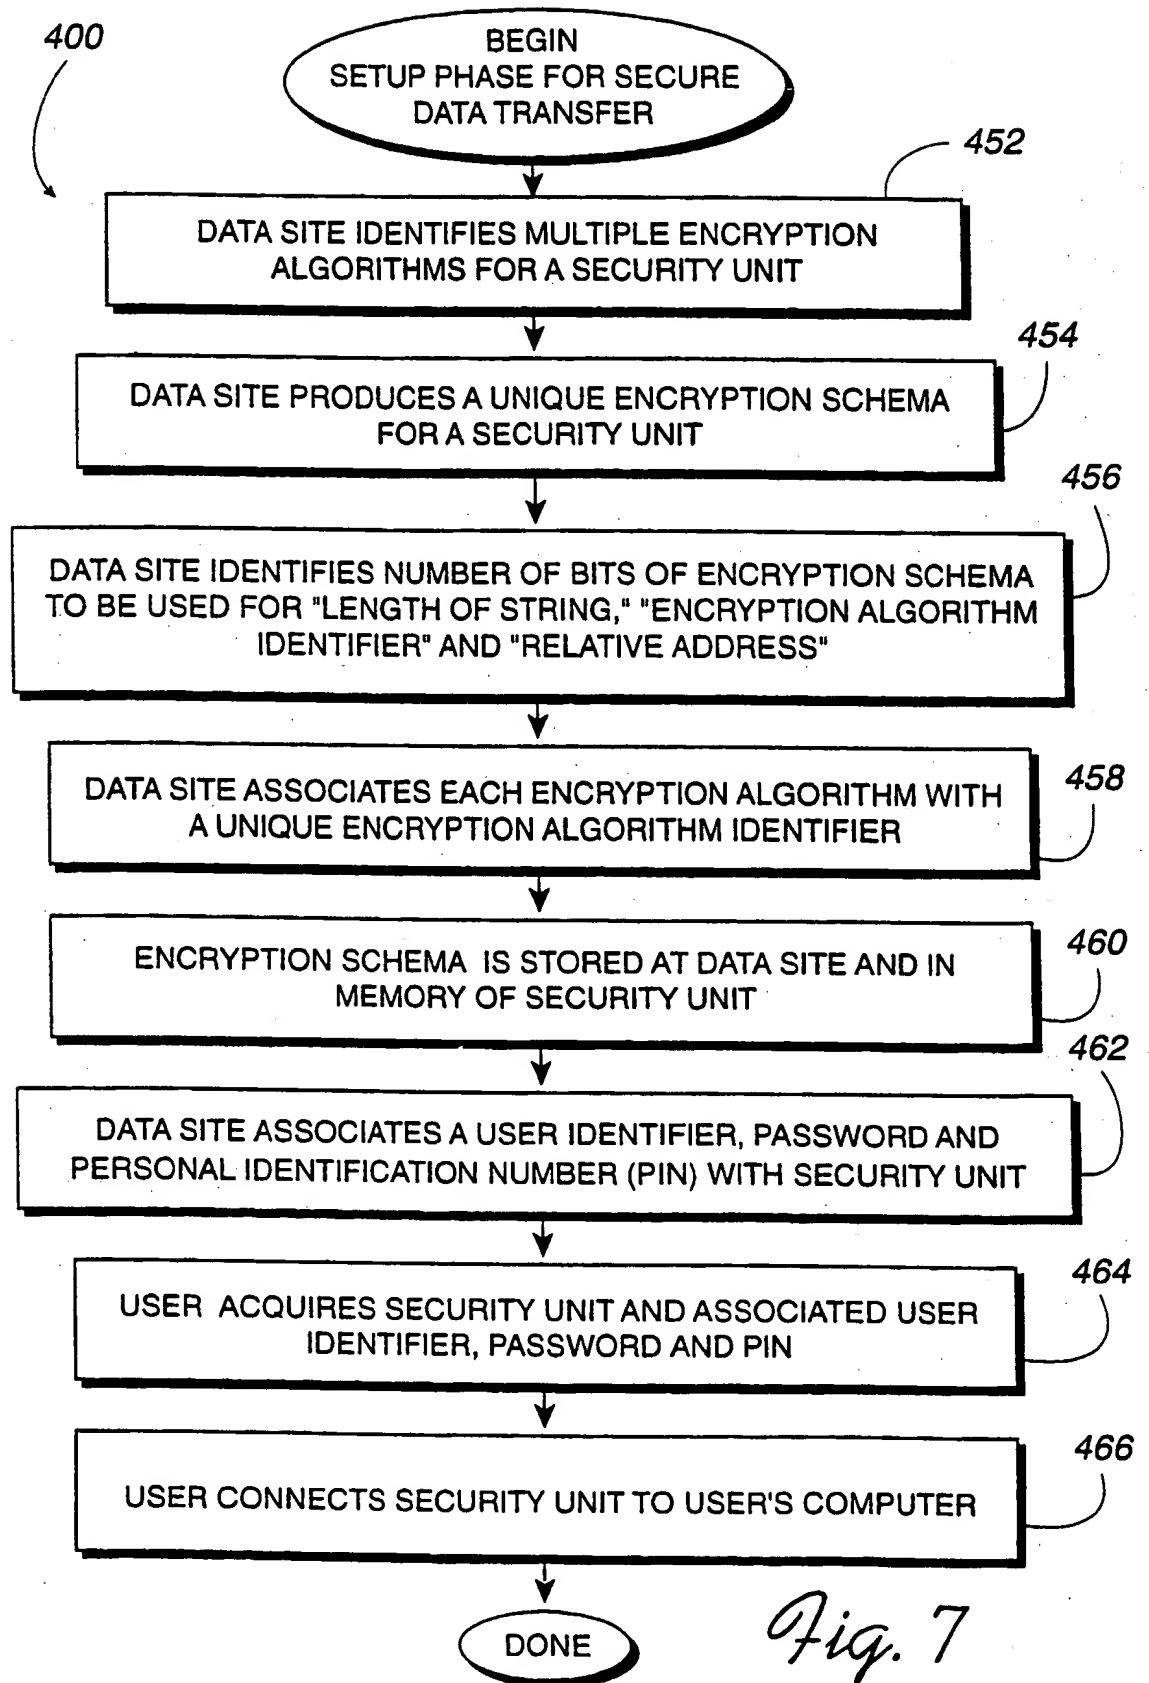 400
BEGIN
SETUP PHASE FOR SECURE
DATA TRANSFER
452
DATA SITE IDENTIFIES MULTIPLE ENCRYPTION
ALGORITHMS FOR A SECURITY UNIT
454
DATA SITE PRODUCES A UNIQUE ENCRYPTION SCHEMA
FOR A SECURITY UNIT
456
DATA SITE IDENTIFIES NUMBER OF BITS OF ENCRYPTION SCHEMA
TO BE USED FOR "LENGTH OF STRING," "ENCRYPTION ALGORITHM
IDENTIFIER" AND "RELATIVE ADDRESS"
458
DATA SITE ASSOCIATES EACH ENCRYPTION ALGORITHM WITH
A UNIQUE ENCRYPTION ALGORITHM IDENTIFIER
460
ENCRYPTION SCHEMA IS STORED AT DATA SITE AND IN
MEMORY OF SECURITY UNIT
462
DATA SITE ASSOCIATES A USER IDENTIFIER, PASSWORD AND
PERSONAL IDENTIFICATION NUMBER (PIN) WITH SECURITY UNIT
464
USER ACQUIRES SECURITY UNIT AND ASSOCIATED USER
IDENTIFIER, PASSWORD AND PIN
466
USER CONNECTS SECURITY UNIT TO USER'S COMPUTER
DONE
Fig. 7